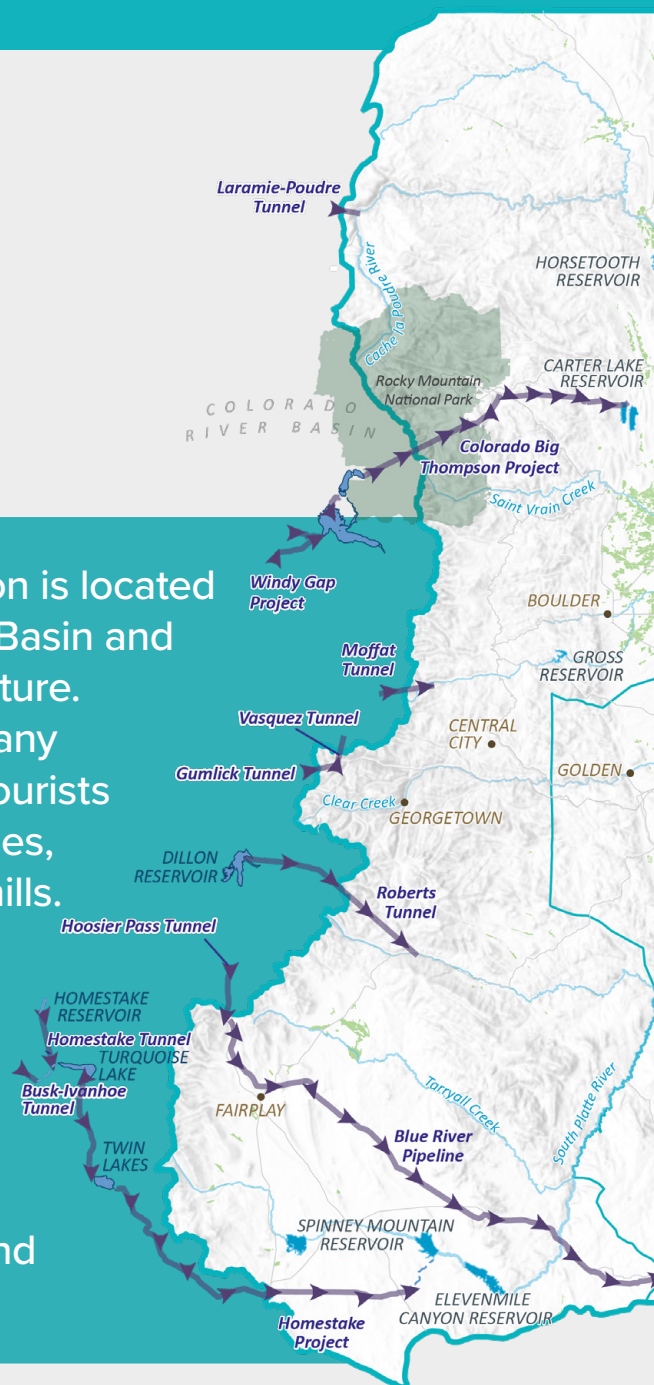 Laramie-Poudre
Tunnel
Cache la Poudre River
HORSETOOTH
RESERVOIR
CARTER LAKE
RESERVOIR
Rocky Mountain
National Park
COLORADO
RIVER BASIN
Colorado Big
Thompson Project
Saint Vrain Creek
Windy Gap
Project
on is located
Basin and
ture.
any
ourists
es,
hills.
BOULDER
GROSS
RESERVOIR
Moffat
Tunnel
Vasquez Tunnel
CENTRAL
CITY
Gumlick Tunnel
GOLDEN
Clear Creek
GEORGETOWN
DILLON
RESERVOIR
Roberts
Tunnel
Hoosier Pass Tunnel
HOMESTAKE
RESERVOIR
Homestake Tunnel
TURQUOISE
LAKE
Busk-Ivanhoe
Tunnel
FAIRPLAY
Tarryall Creek
South Platte River
Blue River
Pipeline
TWIN
LAKES
nd
SPINNEY MOUNTAIN
RESERVOIR
ELEVENMILE
CANYON RESERVOIR
Homestake
Project